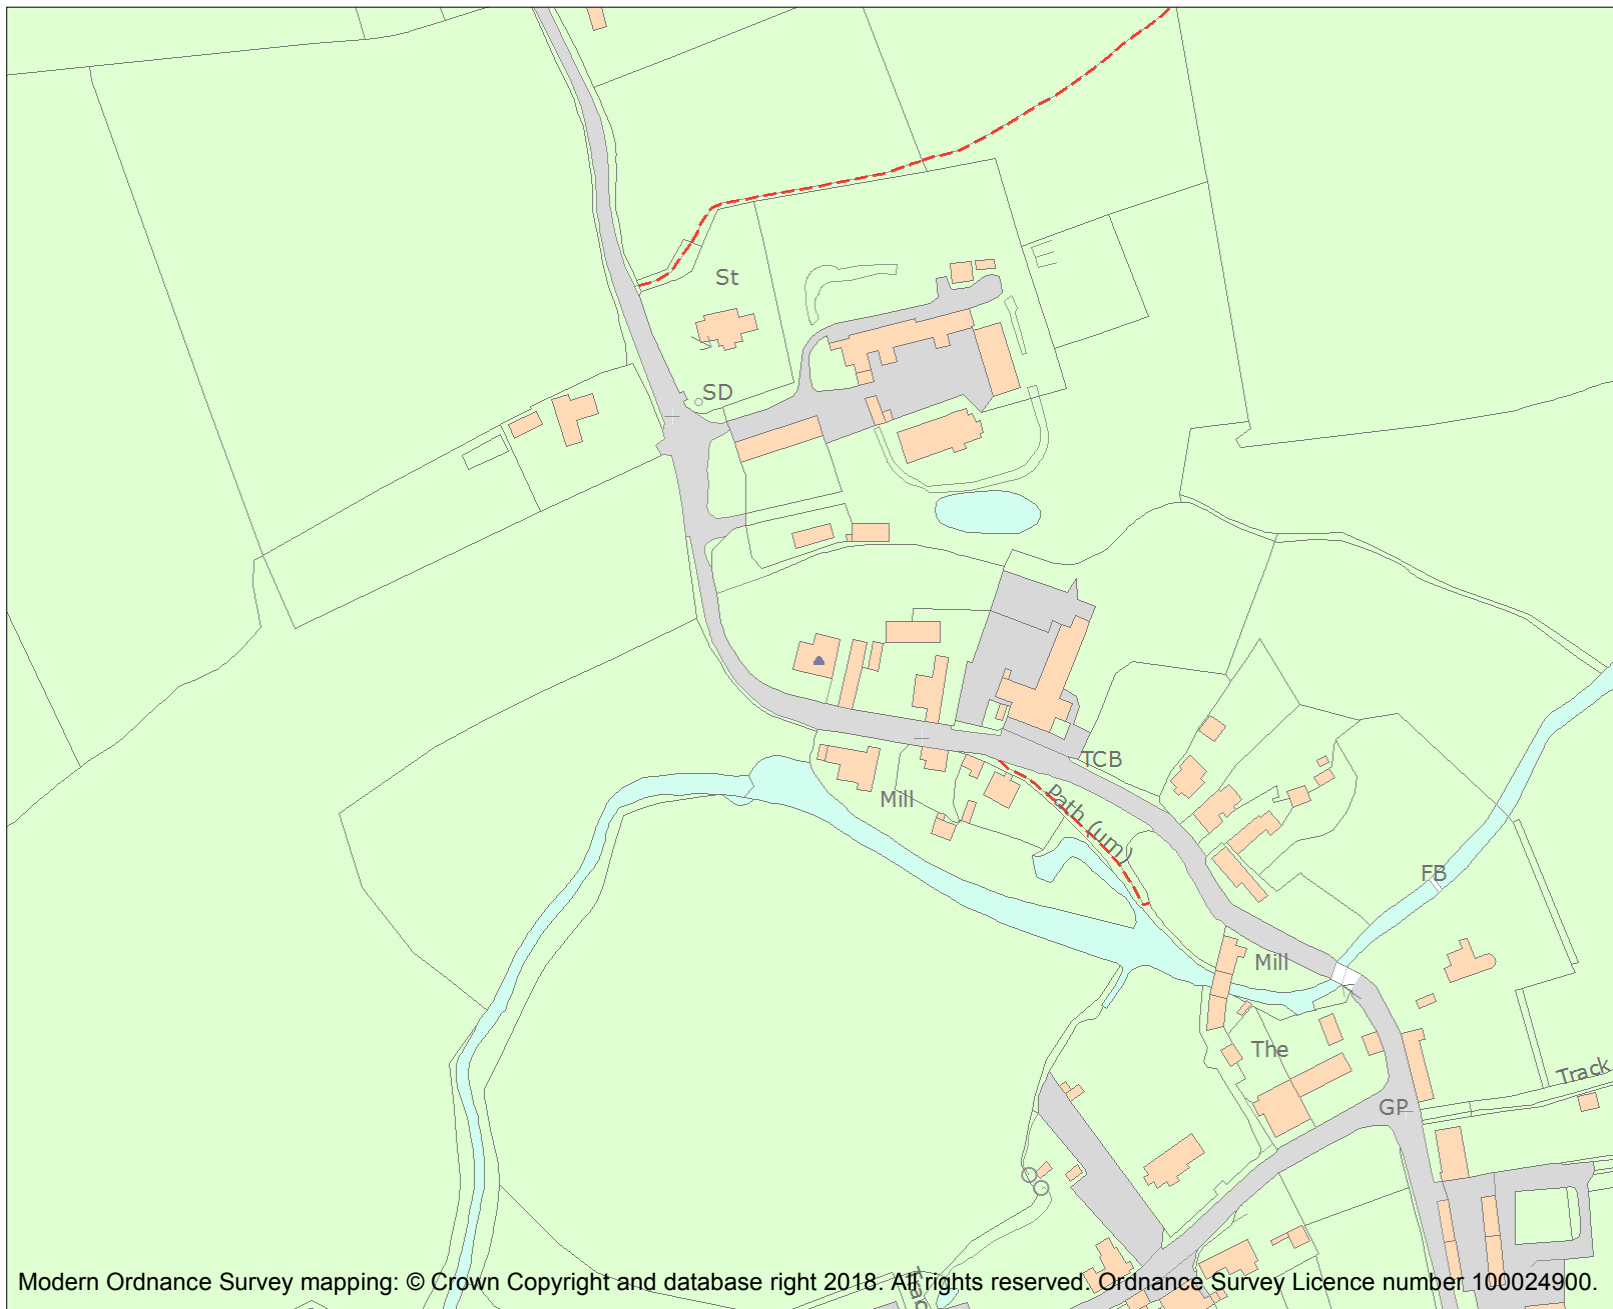 St
SD
TCB
Mill
Path (um)
FB
Mill
The
Track
GP
Modern Ordnance Survey mapping: © Crown Copyright and database right 2018. All rights reserved. Ordnance Survey Licence number 100024900.